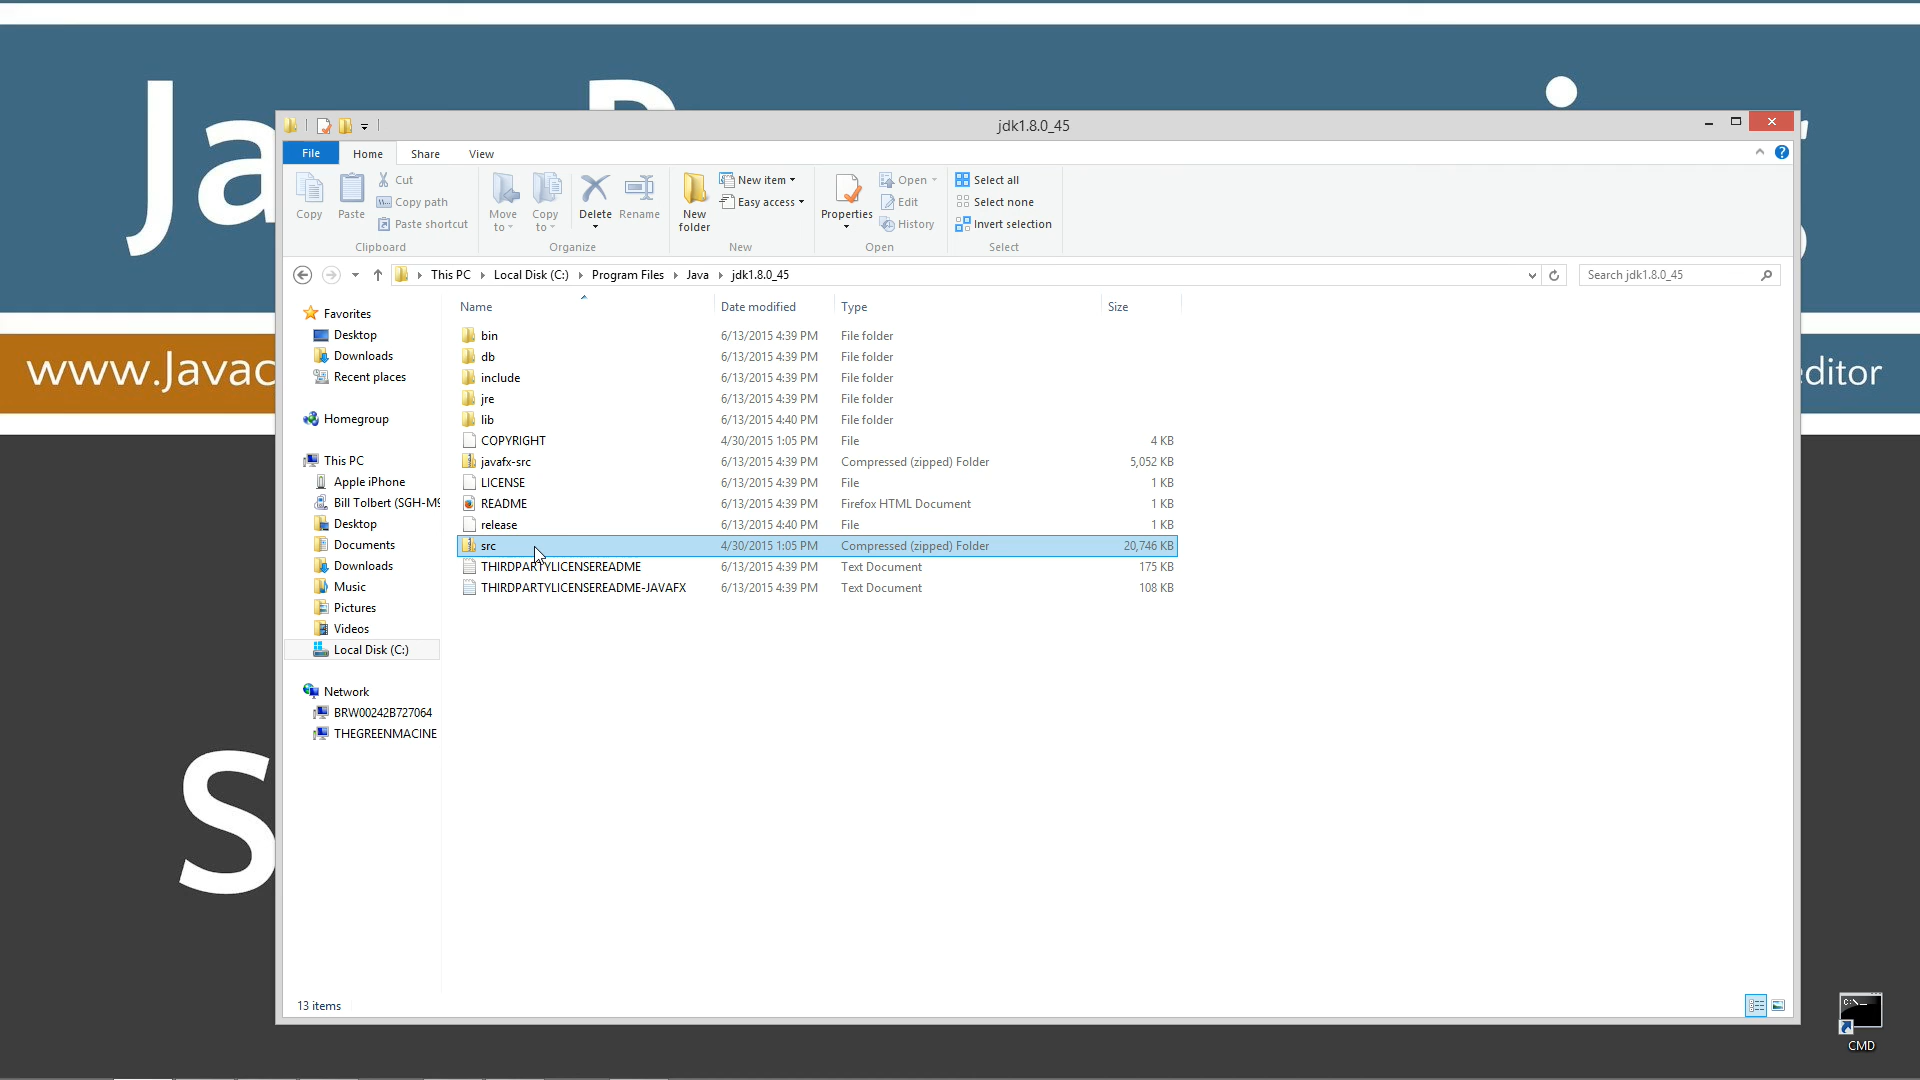 jdk1.8.0_45
File Home Share View
Copy
Paste
Cut
Copy path
Paste shortcut
Clipboard
Move to
Copy to
Delete
Rename
Organize
New folder
New item
Easy access
New
Properties
Open
Edit
History
Open
Select all
Select none
Invert selection
Select
This PC Local Disk (C:) Program Files Java jdk1.8.0_45
Search jdk1.8.0_45
Favorites
Desktop
Downloads
Recent places
Homegroup
This PC
Apple iPhone
Bill Tolbert (SGH-M9
Desktop
Documents
Downloads
Music
Pictures
Videos
Local Disk (C:)
Network
BRW00242B727064
THEGREENMACINE
Name Date modified Type Size
bin 6/13/2015 4:39 PM File folder
db 6/13/2015 4:39 PM File folder
include 6/13/2015 4:39 PM File folder
jre 6/13/2015 4:39 PM File folder
lib 6/13/2015 4:40 PM File folder
COPYRIGHT 4/30/2015 1:05 PM File 4 KB
javafx-src 6/13/2015 4:39 PM Compressed (zipped) Folder 5,052 KB
LICENSE 6/13/2015 4:39 PM File 1 KB
README 6/13/2015 4:39 PM Firefox HTML Document 1 KB
release 6/13/2015 4:40 PM File 1 KB
src 4/30/2015 1:05 PM Compressed (zipped) Folder 20,746 KB
THIRDPARTYLICENSEREADME 6/13/2015 4:39 PM Text Document 175 KB
THIRDPARTYLICENSEREADME-JAVAFX 6/13/2015 4:39 PM Text Document 108 KB
13 items
Ja
www.Javac
editor
S
C:\_
CMD